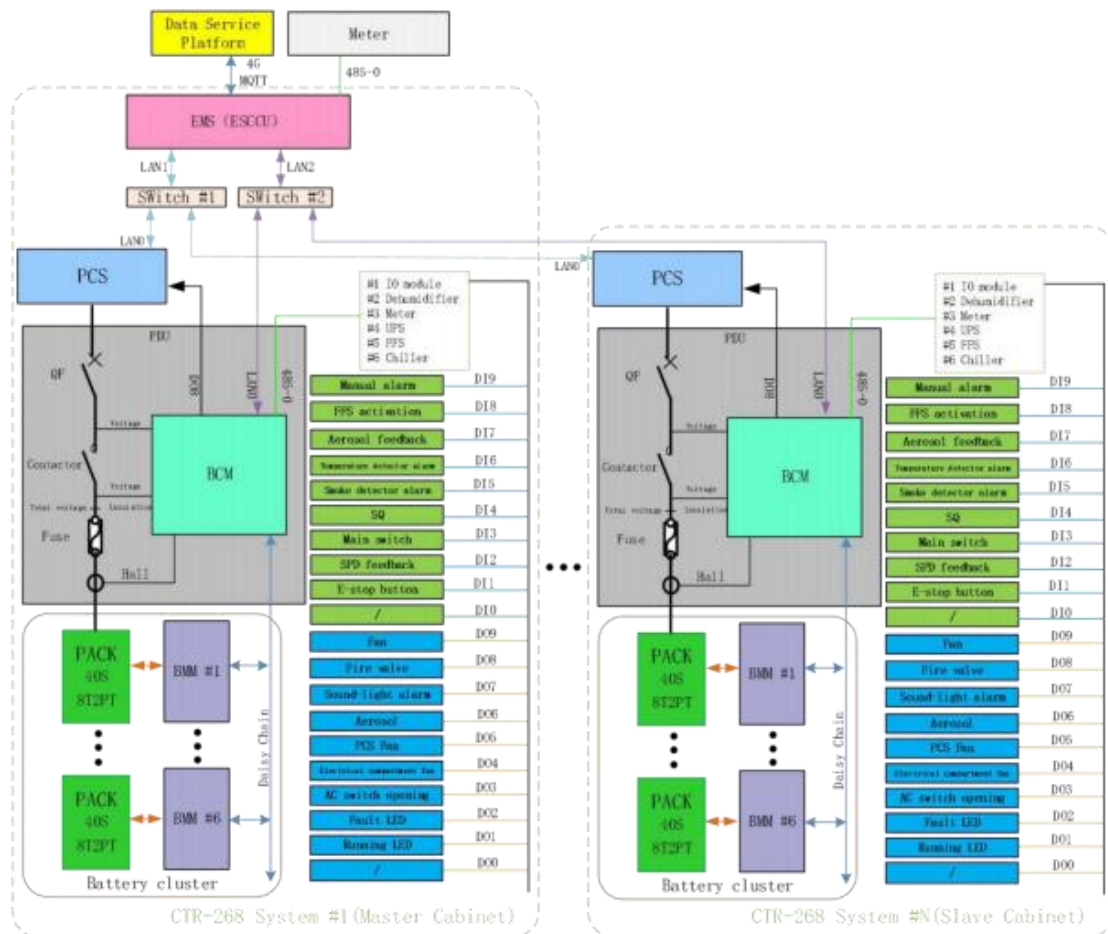 Data Service
Platform
Meter
4G
MQTT
485-0
EMS (ESCCU)
LAN1
LAN2
SWitch #1
SWitch #2
LAN0
PCS
#1 IO module
#2 Dehumidifier
#3 Meter
#4 UPS
#5 FFS
#6 Chiller
PDU
QF
DO8
LAN0
485-0
Voltage
Contactor
BCM
Voltage
Total voltage
Insulation
Fuse
Hall
Manual alarm
DI9
FFS activation
DI8
Aerosol feedback
DI7
Temperature detector alarm
DI6
Smoke detector alarm
DI5
SQ
DI4
Main switch
DI3
SPD feedback
DI2
E-stop button
DI1
/
DI0
Fan
DO9
Fire valve
DO8
Sound-light alarm
DO7
Aerosol
DO6
PCS Fan
DO5
Electrical compartment fan
DO4
AC switch opening
DO3
Fault LED
DO2
Running LED
DO1
/
DO0
PACK
40S
8T2PT
BMM #1
PACK
40S
8T2PT
BMM #6
Daisy Chain
Battery cluster
CTR-268 System #1(Master Cabinet)
LAN0
PCS
#1 IO module
#2 Dehumidifier
#3 Meter
#4 UPS
#5 FFS
#6 Chiller
PDU
QF
DO8
LAN0
485-0
Voltage
Contactor
BCM
Voltage
Total voltage
Insulation
Fuse
Hall
Manual alarm
DI9
FFS activation
DI8
Aerosol feedback
DI7
Temperature detector alarm
DI6
Smoke detector alarm
DI5
SQ
DI4
Main switch
DI3
SPD feedback
DI2
E-stop button
DI1
/
DI0
Fan
DO9
Fire valve
DO8
Sound-light alarm
DO7
Aerosol
DO6
PCS Fan
DO5
Electrical compartment fan
DO4
AC switch opening
DO3
Fault LED
DO2
Running LED
DO1
/
DO0
PACK
40S
8T2PT
BMM #1
PACK
40S
8T2PT
BMM #6
Daisy Chain
Battery cluster
CTR-268 System #N(Slave Cabinet)